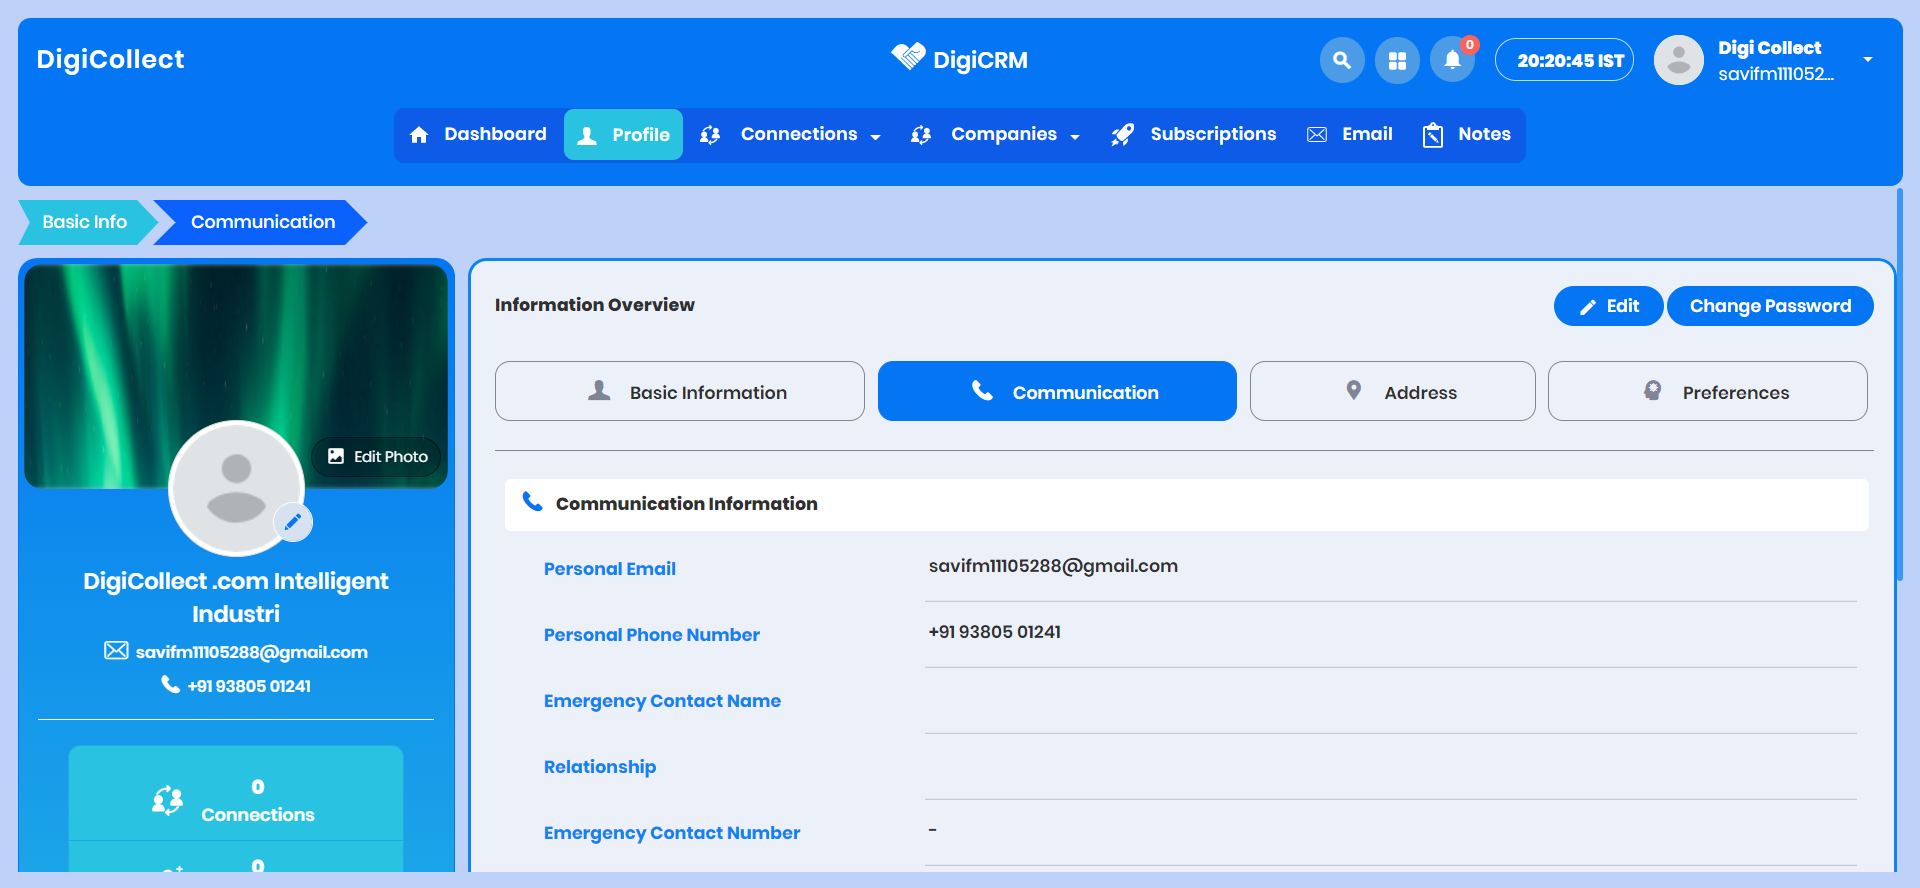 DigiCollect
DigiCRM
0
20:20:45 IST
Digi Collect
savifm111052...
Dashboard
Profile
Connections
Companies
Subscriptions
Email
Notes
Basic Info
Communication
Edit Photo
DigiCollect .com Intelligent
Industri
savifm11105288@gmail.com
+91 93805 01241
0
Connections
0
Information Overview
Edit
Change Password
Basic Information
Communication
Address
Preferences
Communication Information
Personal Email
savifm11105288@gmail.com
Personal Phone Number
+91 93805 01241
Emergency Contact Name
Relationship
Emergency Contact Number
-